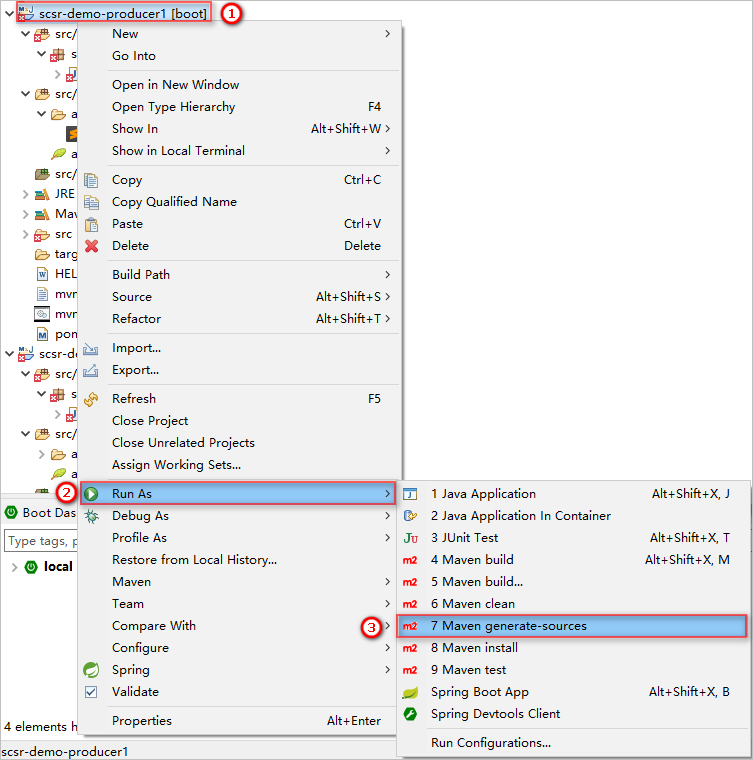 scsr-demo-producer1 [boot]
1
src/
s
J
src/
a
a
src/
JRE
Mav
src
targ
HEL
mvn
mvn
pon
scsr-de
src/
s
J
src/
a
a
New
Go Into
Open in New Window
Open Type Hierarchy F4
Show In Alt+Shift+W
Show in Local Terminal
Copy Ctrl+C
Copy Qualified Name
Paste Ctrl+V
Delete Delete
Build Path
Source Alt+Shift+S
Refactor Alt+Shift+T
Import...
Export...
Refresh F5
Close Project
Close Unrelated Projects
Assign Working Sets...
2
Run As
Debug As
Profile As
Restore from Local History...
Maven
Team
Compare With
Configure
Spring
Validate
Properties Alt+Enter
1 Java Application Alt+Shift+X, J
2 Java Application In Container
3 JUnit Test Alt+Shift+X, T
4 Maven build Alt+Shift+X, M
5 Maven build...
6 Maven clean
3
7 Maven generate-sources
8 Maven install
9 Maven test
Spring Boot App Alt+Shift+X, B
Spring Devtools Client
Run Configurations...
Boot Das
Type tags, p
local
4 elements h
scsr-demo-producer1